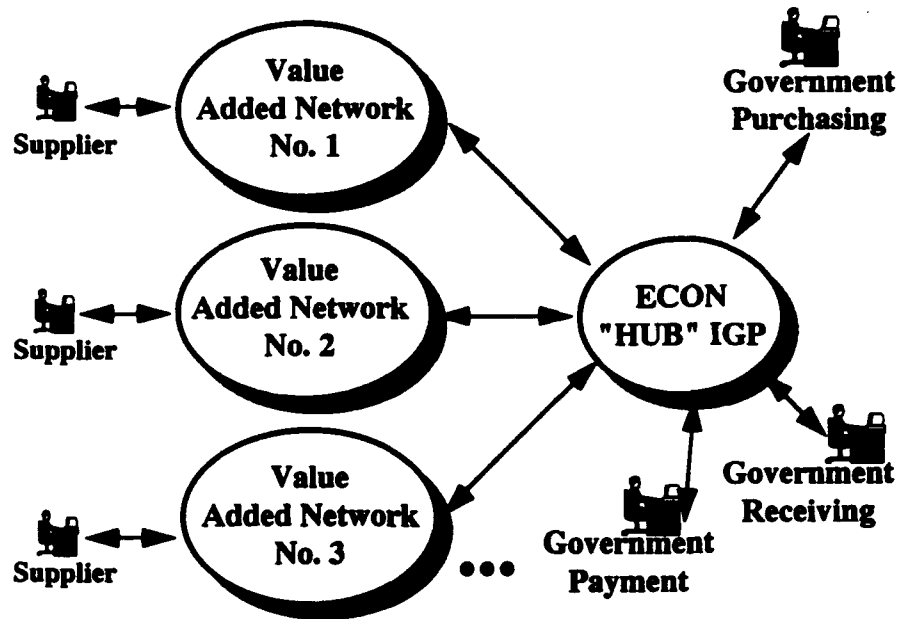 Value
Added Network
No. 1
Supplier
Government
Purchasing
Value
Added Network
No. 2
Supplier
ECON
"HUB" IGP
Value
Added Network
No. 3
Supplier
•••
Government
Payment
Government
Receiving